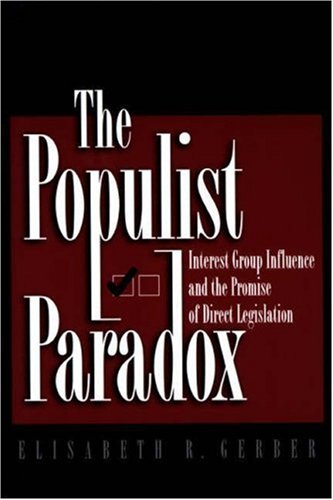 The
Populist
Paradox
Interest Group Influence
and the Promise
of Direct Legislation
ELISABETH R. GERBER